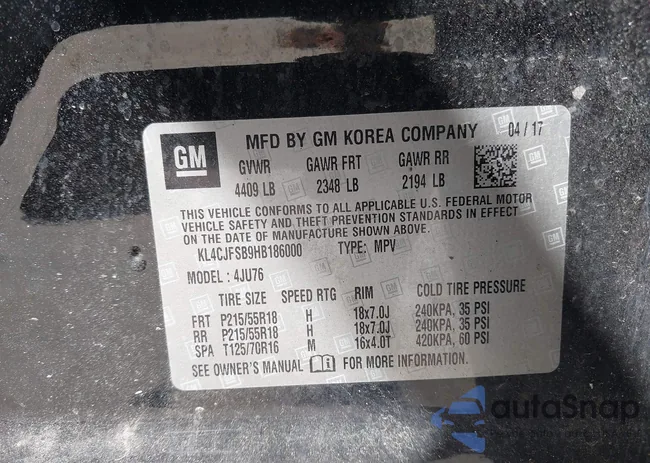 GM
MFD BY GM KOREA COMPANY 04/17
GVWR GAWR FRT GAWR RR
4409 LB 2348 LB 2194 LB
THIS VEHICLE CONFORMS TO ALL APPLICABLE U.S. FEDERAL MOTOR
VEHICLE SAFETY AND THEFT PREVENTION STANDARDS IN EFFECT
ON THE DATE OF MANUFACTURE SHOWN ABOVE.
KL4CJFSB9HB186000 TYPE: MPV
MODEL: 4JU76
TIRE SIZE SPEED RTG RIM COLD TIRE PRESSURE
FRT P215/55R18 H 18x7.0J 240KPA, 35 PSI
RR P215/55R18 H 18x7.0J 240KPA, 35 PSI
SPA T125/70R16 M 16x4.0T 420KPA, 60 PSI
SEE OWNER'S MANUAL FOR MORE INFORMATION.
autaSnap